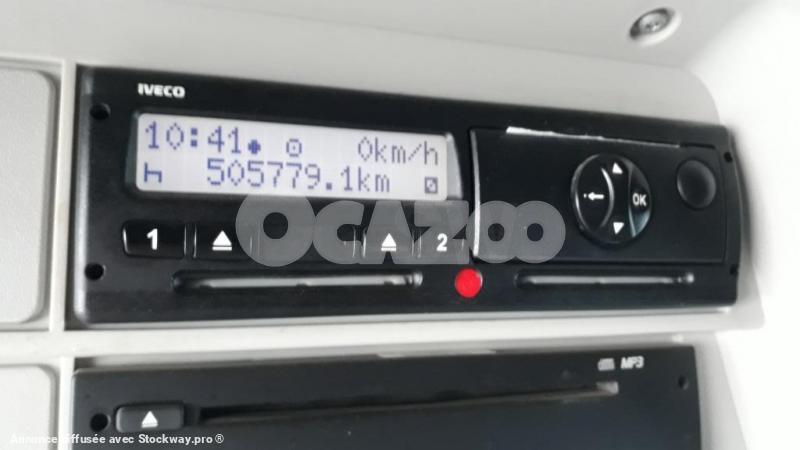 IVECO
10:41 0km/h
505779.1km
1 2
OK
OCAZOO
MP3
Annonce diffusée avec Stockway.pro®